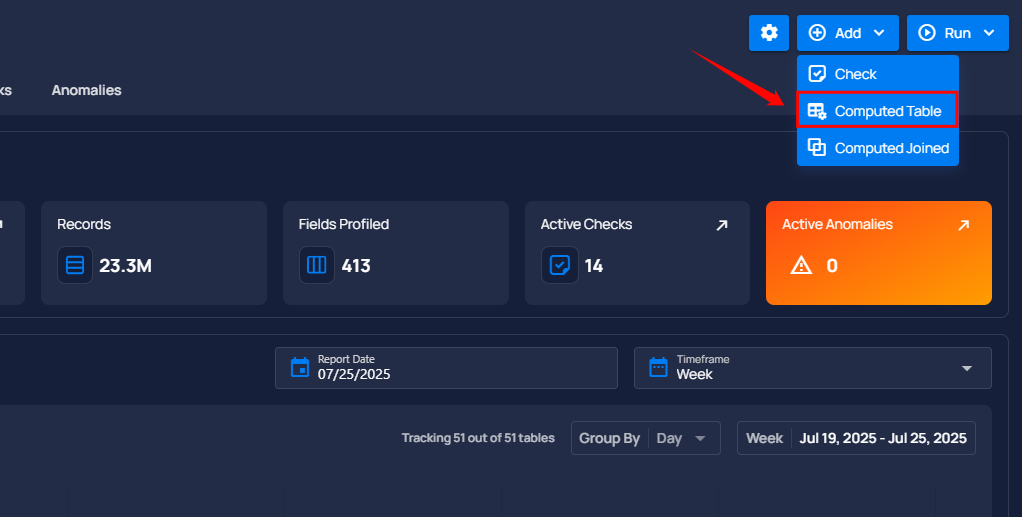 Add
Run
Check
Computed Table
Computed Joined
Anomalies
Records
23.3M
Fields Profiled
413
Active Checks
14
Active Anomalies
0
Report Date
07/25/2025
Timeframe
Week
Tracking 51 out of 51 tables
Group By Day
Week Jul 19, 2025 - Jul 25, 2025